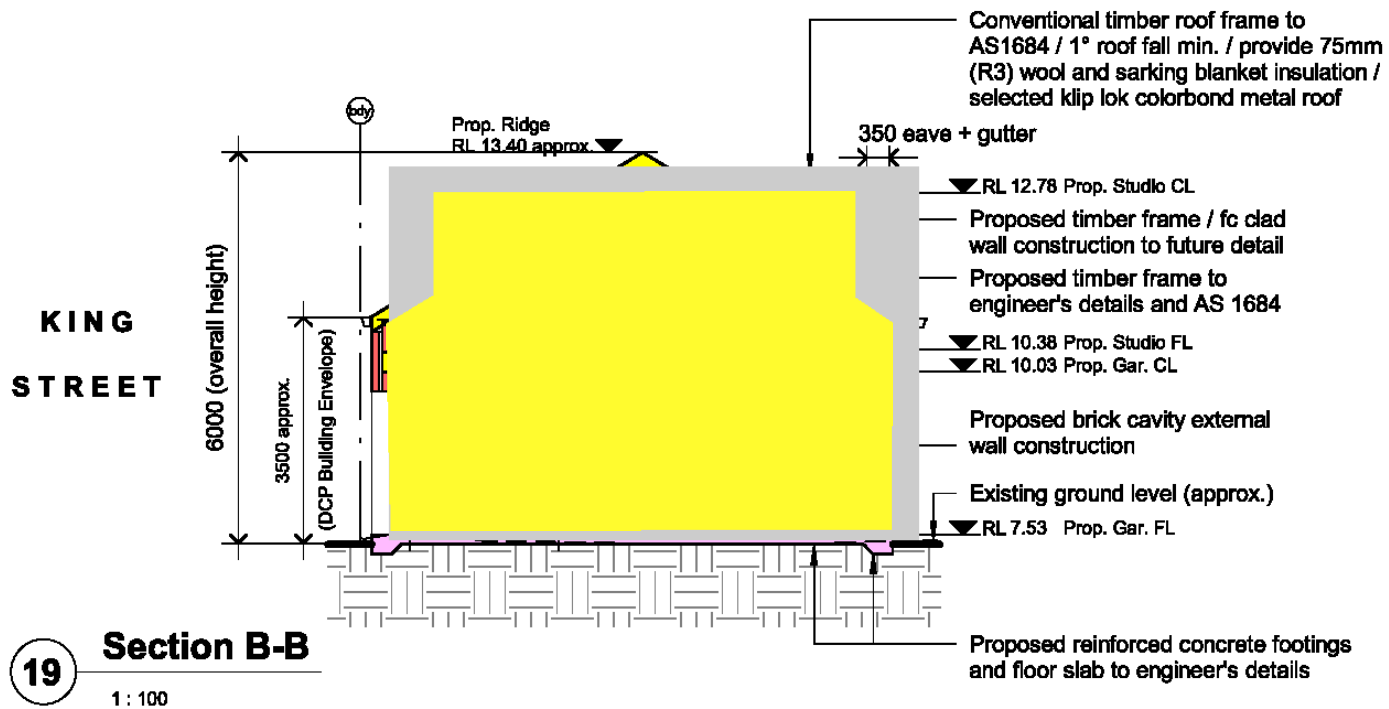 Conventional timber roof frame to
AS1684 / 1° roof fall min. / provide 75mm
(R3) wool and sarking blanket insulation /
selected klip lok colorbond metal roof
bdy
Prop. Ridge
RL 13.40 approx.
350 eave + gutter
RL 12.78 Prop. Studio CL
Proposed timber frame / fc clad
wall construction to future detail
Proposed timber frame to
engineer's details and AS 1684
KING
STREET
6000 (overall height)
3500 approx.
(DCP Building Envelope)
RL 10.38 Prop. Studio FL
RL 10.03 Prop. Gar. CL
Proposed brick cavity external
wall construction
Existing ground level (approx.)
RL 7.53 Prop. Gar. FL
Proposed reinforced concrete footings
and floor slab to engineer's details
19
Section B-B
1 : 100